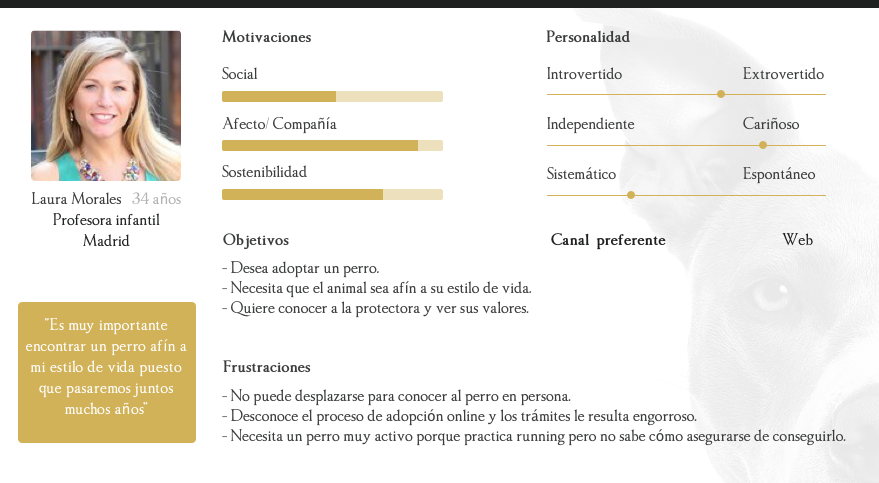 Laura Morales 34 años
Profesora infantil
Madrid
"Es muy importante
encontrar un perro afín a
mi estilo de vida puesto
que pasaremos juntos
muchos años"
Motivaciones
Social
Afecto/ Compañía
Sostenibilidad
Objetivos
- Desea adoptar un perro.
- Necesita que el animal sea afín a su estilo de vida.
- Quiere conocer a la protectora y ver sus valores.
Frustraciones
- No puede desplazarse para conocer al perro en persona.
- Desconoce el proceso de adopción online y los trámites le resulta engorroso.
- Necesita un perro muy activo porque practica running pero no sabe cómo asegurarse de conseguirlo.
Personalidad
Introvertido Extrovertido
Independiente Cariñoso
Sistemático Espontáneo
Canal preferente Web